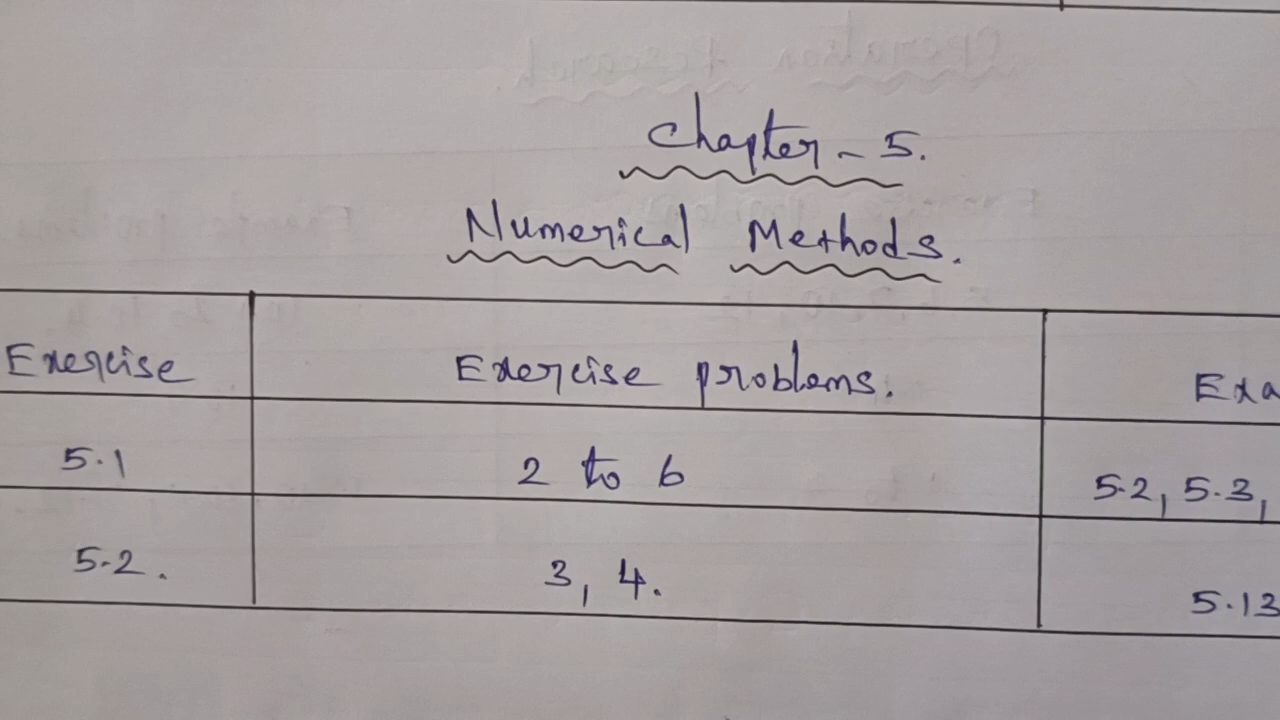 Chapter - 5.
Numerical Methods.
Exercise Exercise problems. Exa
5.1 2 to 6 5.2, 5.3,
5.2. 3, 4. 5.13